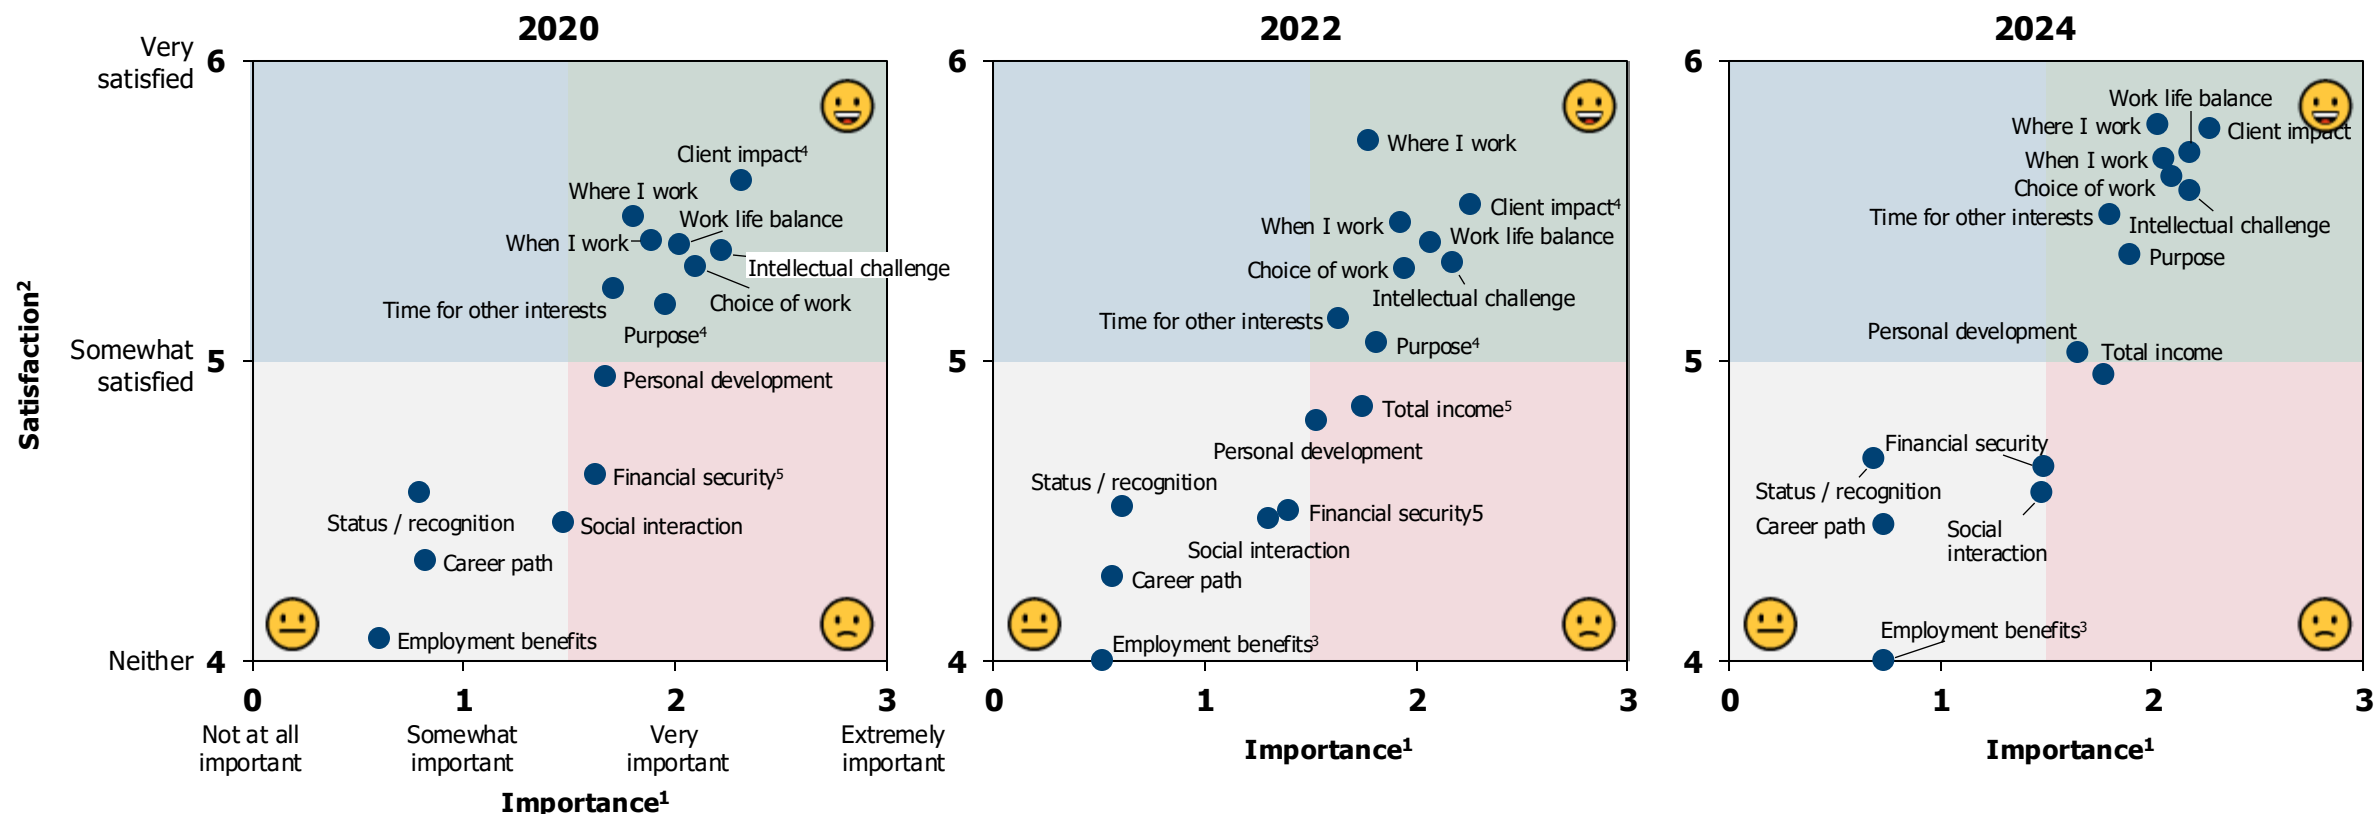 2020
2022
2024
Satisfaction²
Very
satisfied
Somewhat
satisfied
Neither
6
5
4
Client impact⁴
Where I work
Work life balance
When I work
Intellectual challenge
Choice of work
Time for other interests
Purpose⁴
Personal development
Financial security⁵
Status / recognition
Social interaction
Career path
Employment benefits
0
1
2
3
Not at all
important
Somewhat
important
Very
important
Extremely
important
Importance¹
6
5
4
Where I work
Client impact⁴
When I work
Work life balance
Choice of work
Intellectual challenge
Time for other interests
Purpose⁴
Total income⁵
Personal development
Status / recognition
Financial security5
Social interaction
Career path
Employment benefits³
0
1
2
3
Importance¹
6
5
4
Work life balance
Where I work
Client impact
When I work
Choice of work
Time for other interests
Intellectual challenge
Purpose
Personal development
Total income
Financial security
Status / recognition
Career path
Social
interaction
Employment benefits³
0
1
2
3
Importance¹